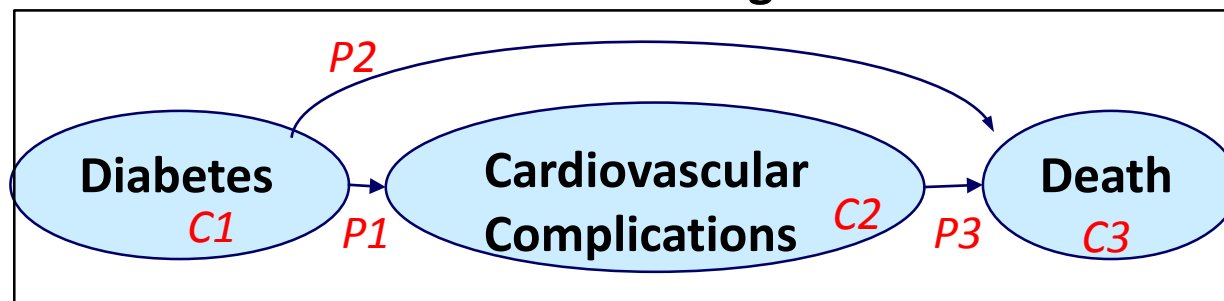 P2
Diabetes
C1
P1
Cardiovascular
Complications
C2
P3
Death
C3